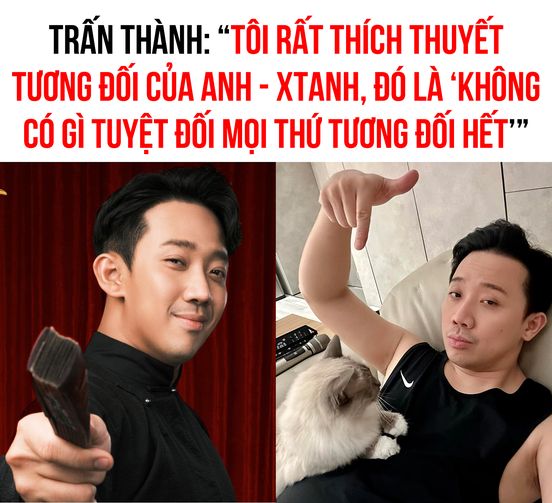 TRẤN THÀNH: “TÔI RẤT THÍCH THUYẾT
TƯƠNG ĐỐI CỦA ANH - XTANH, ĐÓ LÀ ‘KHÔNG
CÓ GÌ TUYỆT ĐỐI MỌI THỨ TƯƠNG ĐỐI HẾT’”